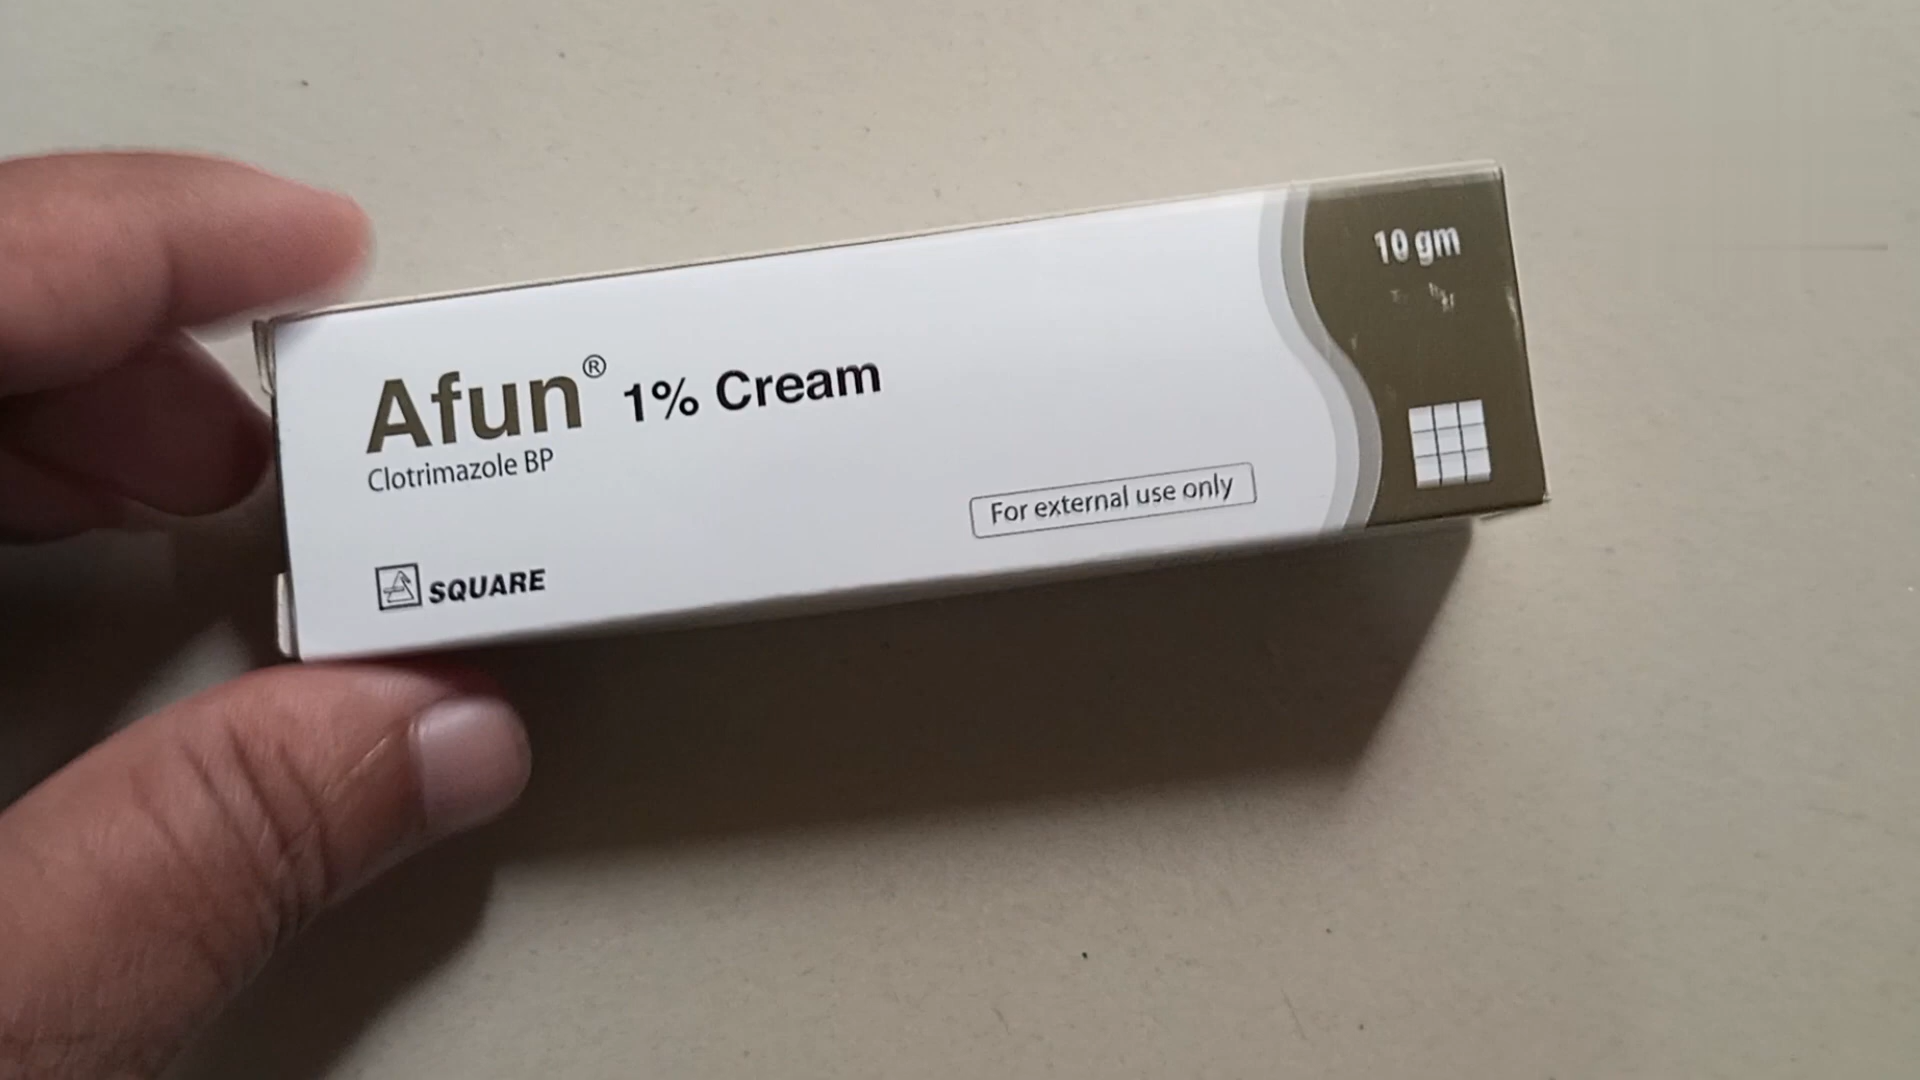 Afun® 1% Cream
Clotrimazole BP
For external use only
SQUARE
10 gm